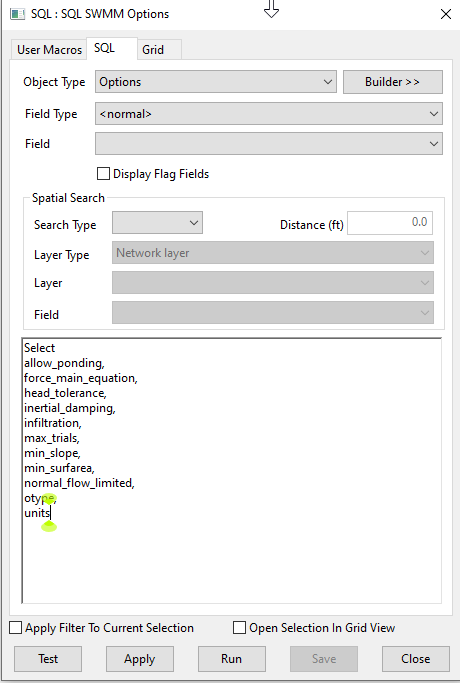 SQL : SQL SWMM Options
User Macros SQL Grid
Object Type Options Builder >>
Field Type <normal>
Field
Display Flag Fields
Spatial Search
Search Type Distance (ft) 0.0
Layer Type Network layer
Layer
Field
Select
allow_ponding,
force_main_equation,
head_tolerance,
inertial_damping,
infiltration,
max_trials,
min_slope,
min_surfarea,
normal_flow_limited,
otype,
units
Apply Filter To Current Selection Open Selection In Grid View
Test Apply Run Save Close